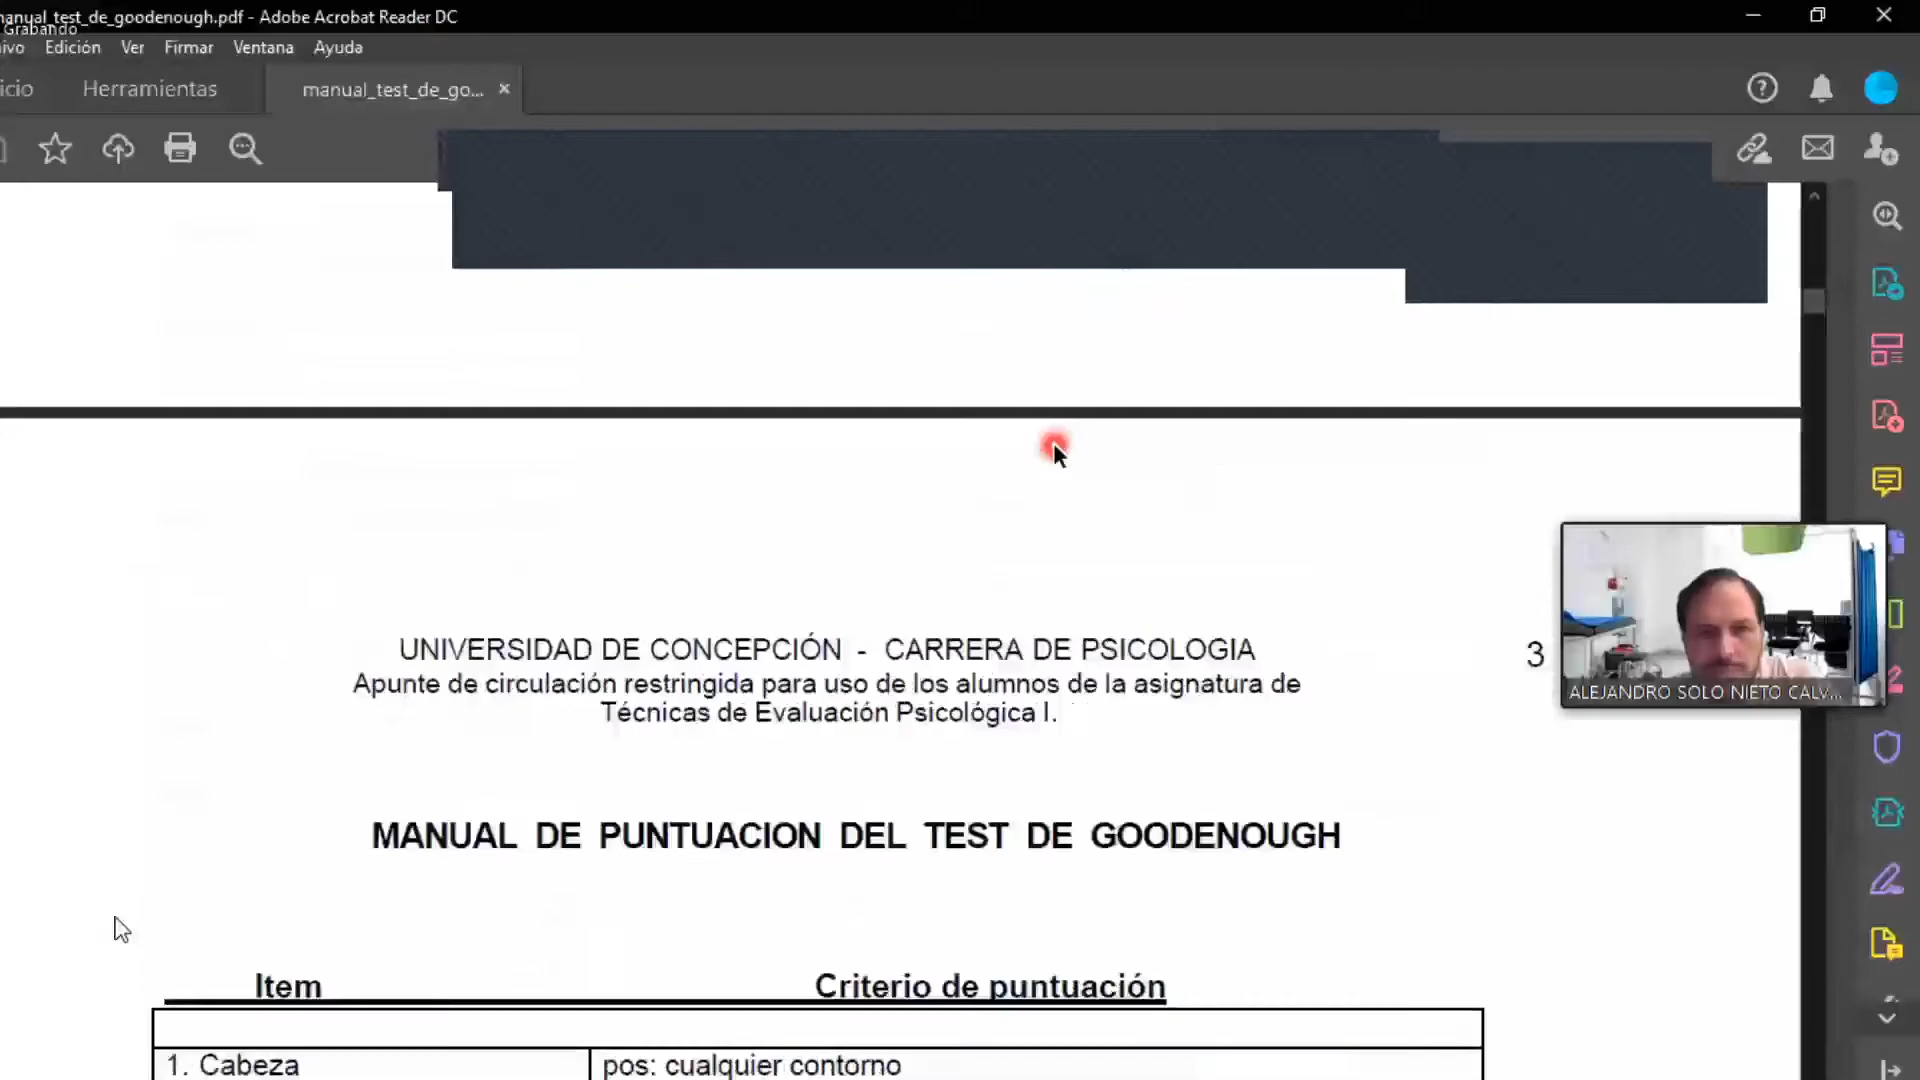 anual_test_de_goodenough.pdf - Adobe Acrobat Reader DC
Grabando
ivo Edición Ver Firmar Ventana Ayuda
icio Herramientas manual_test_de_go... ×
UNIVERSIDAD DE CONCEPCIÓN - CARRERA DE PSICOLOGIA 3
Apunte de circulación restringida para uso de los alumnos de la asignatura de
Técnicas de Evaluación Psicológica I.
ALEJANDRO SOLO NIETO CALV...
MANUAL DE PUNTUACION DEL TEST DE GOODENOUGH
Item Criterio de puntuación
1. Cabeza pos: cualquier contorno